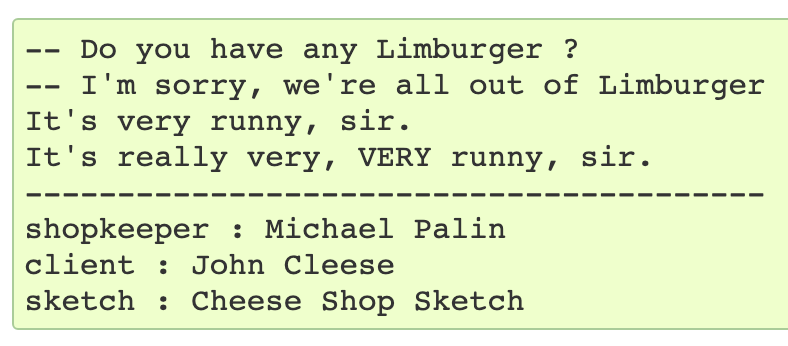 -- Do you have any Limburger ?
-- I'm sorry, we're all out of Limburger
It's very runny, sir.
It's really very, VERY runny, sir.
----------------------------------------
shopkeeper : Michael Palin
client : John Cleese
sketch : Cheese Shop Sketch